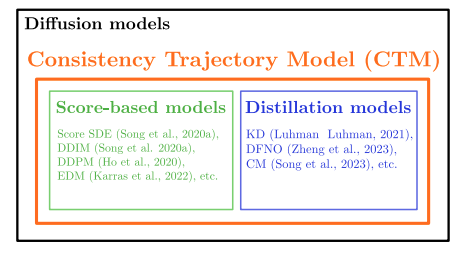 Diffusion models
Consistency Trajectory Model (CTM)
Score-based models
Score SDE (Song et al., 2020a),
DDIM (Song et al. 2020a),
DDPM (Ho et al., 2020),
EDM (Karras et al., 2022), etc.
Distillation models
KD (Luhman Luhman, 2021),
DFNO (Zheng et al., 2023),
CM (Song et al., 2023), etc.